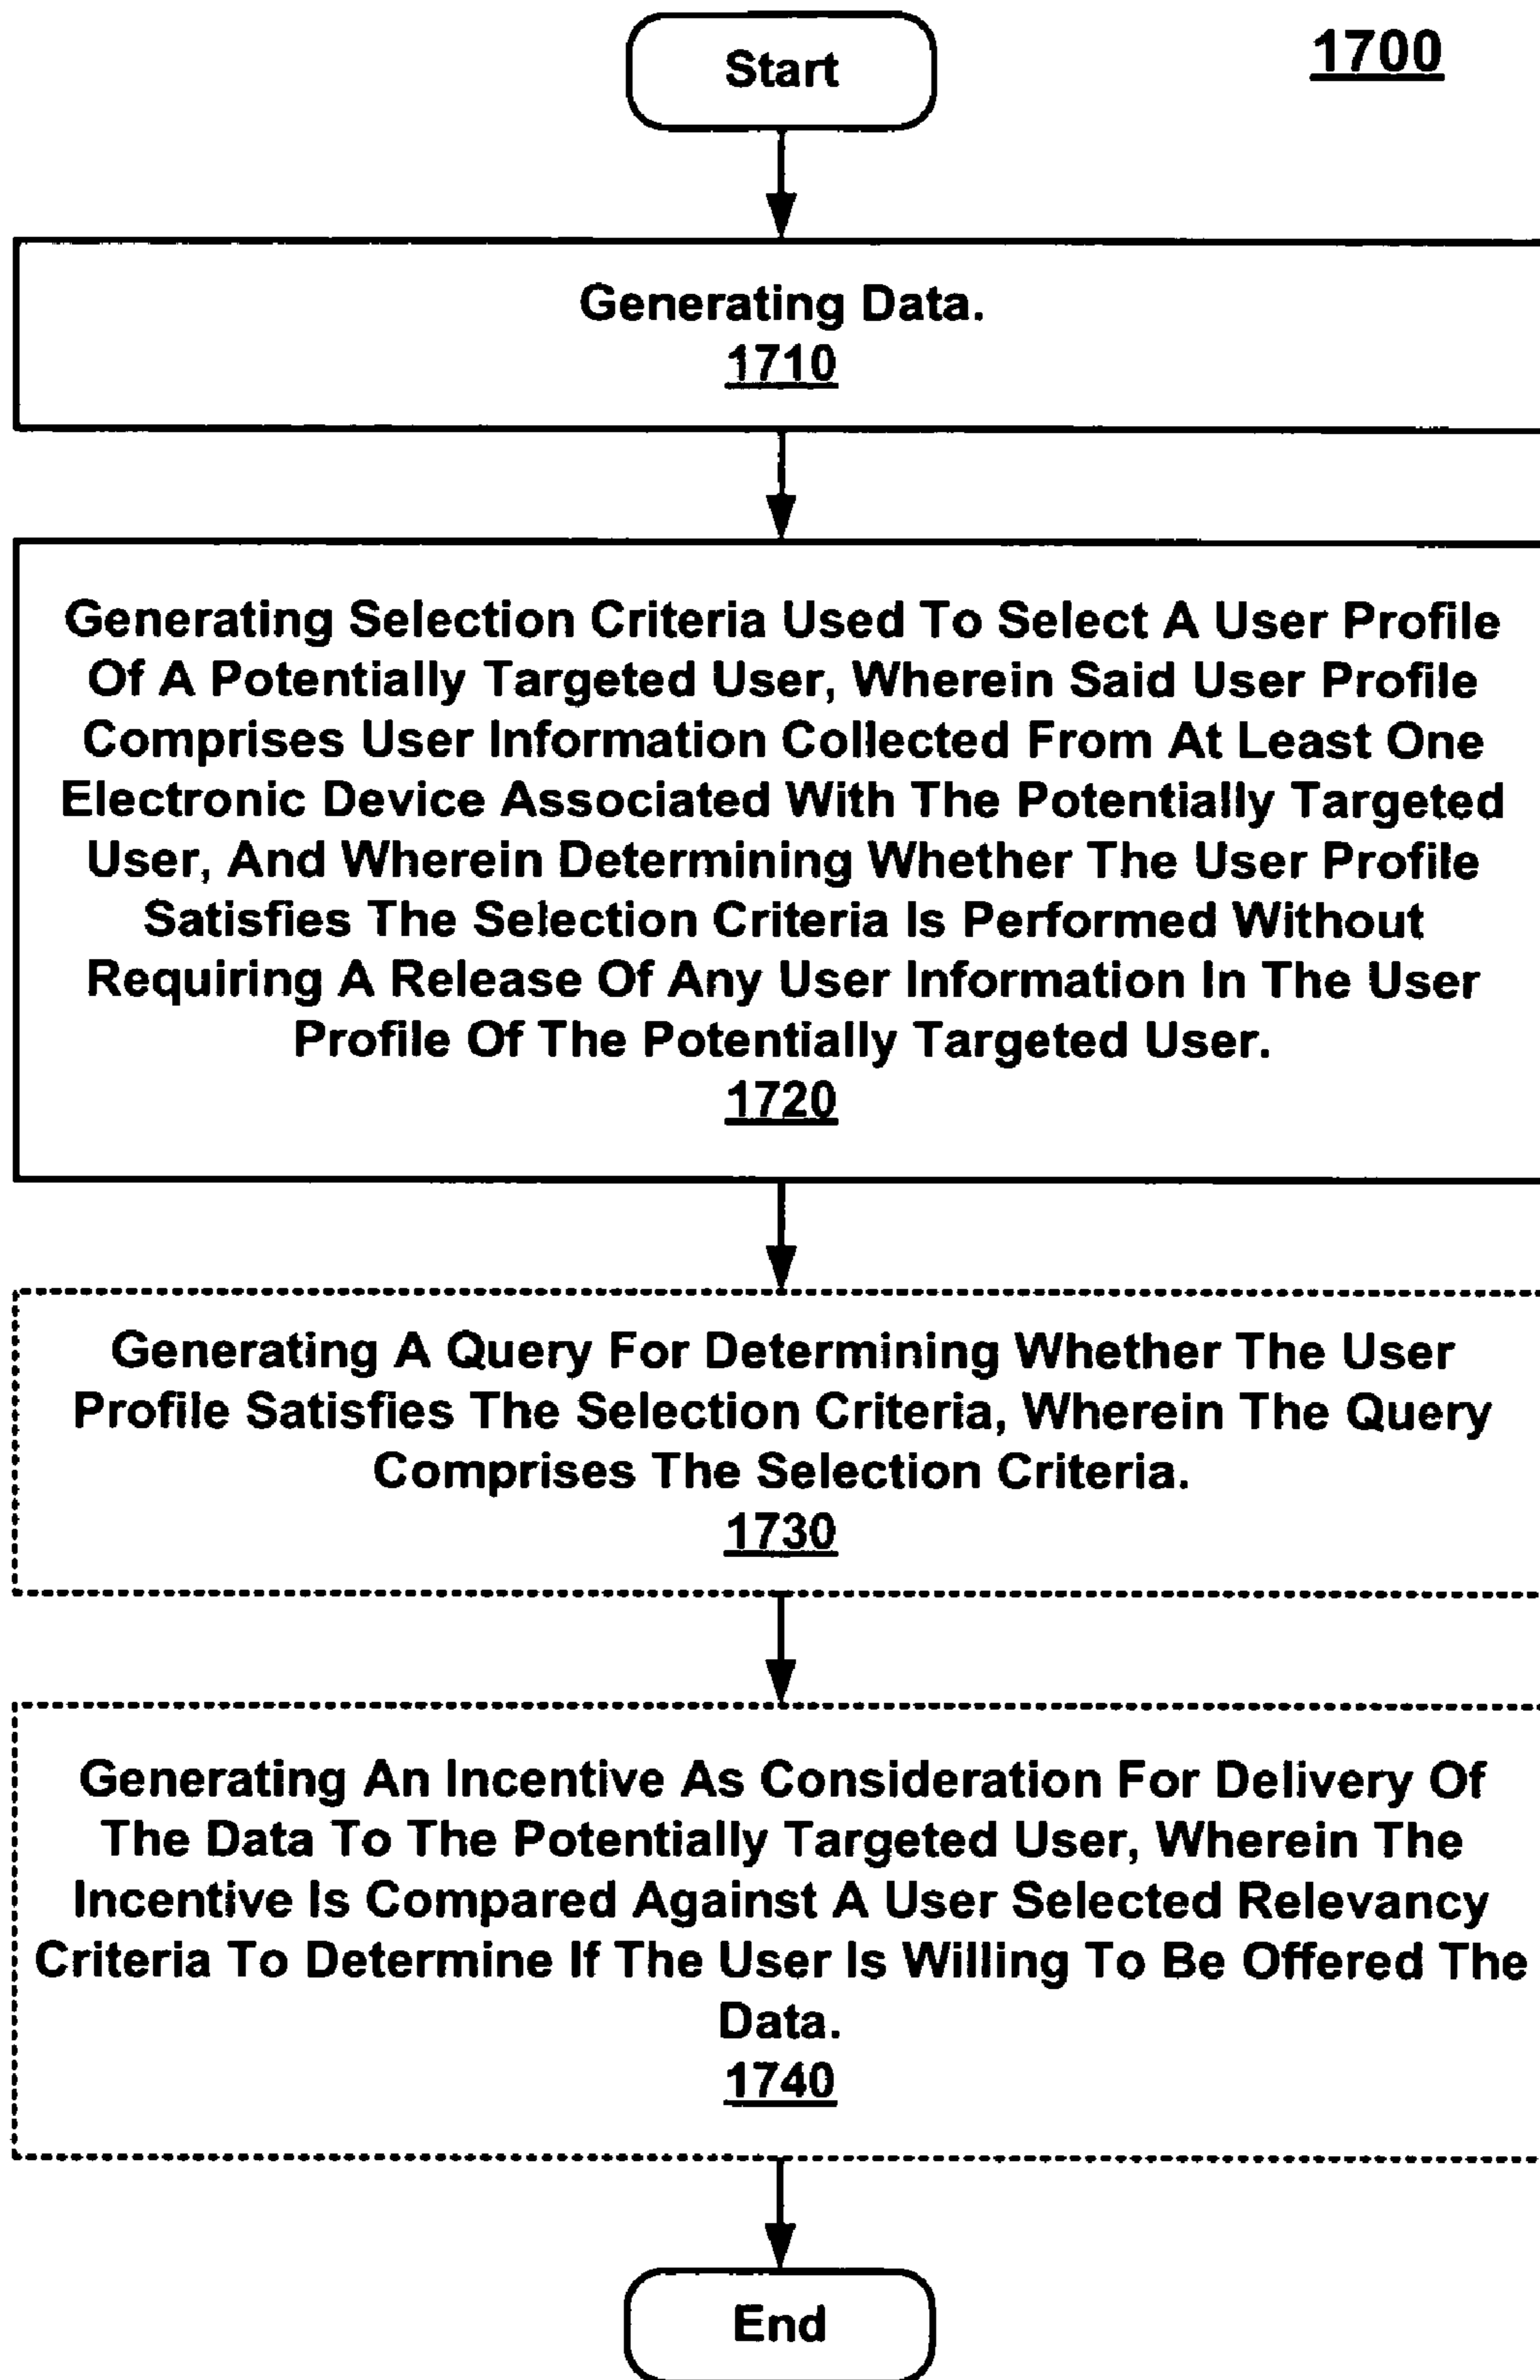 Start
1700
Generating Data.
1710
Generating Selection Criteria Used To Select A User Profile
Of A Potentially Targeted User, Wherein Said User Profile
Comprises User Information Collected From At Least One
Electronic Device Associated With The Potentially Targeted
User, And Wherein Determining Whether The User Profile
Satisfies The Selection Criteria Is Performed Without
Requiring A Release Of Any User Information In The User
Profile Of The Potentially Targeted User.
1720
Generating A Query For Determining Whether The User
Profile Satisfies The Selection Criteria, Wherein The Query
Comprises The Selection Criteria.
1730
Generating An Incentive As Consideration For Delivery Of
The Data To The Potentially Targeted User, Wherein The
Incentive Is Compared Against A User Selected Relevancy
Criteria To Determine If The User Is Willing To Be Offered The
Data.
1740
End